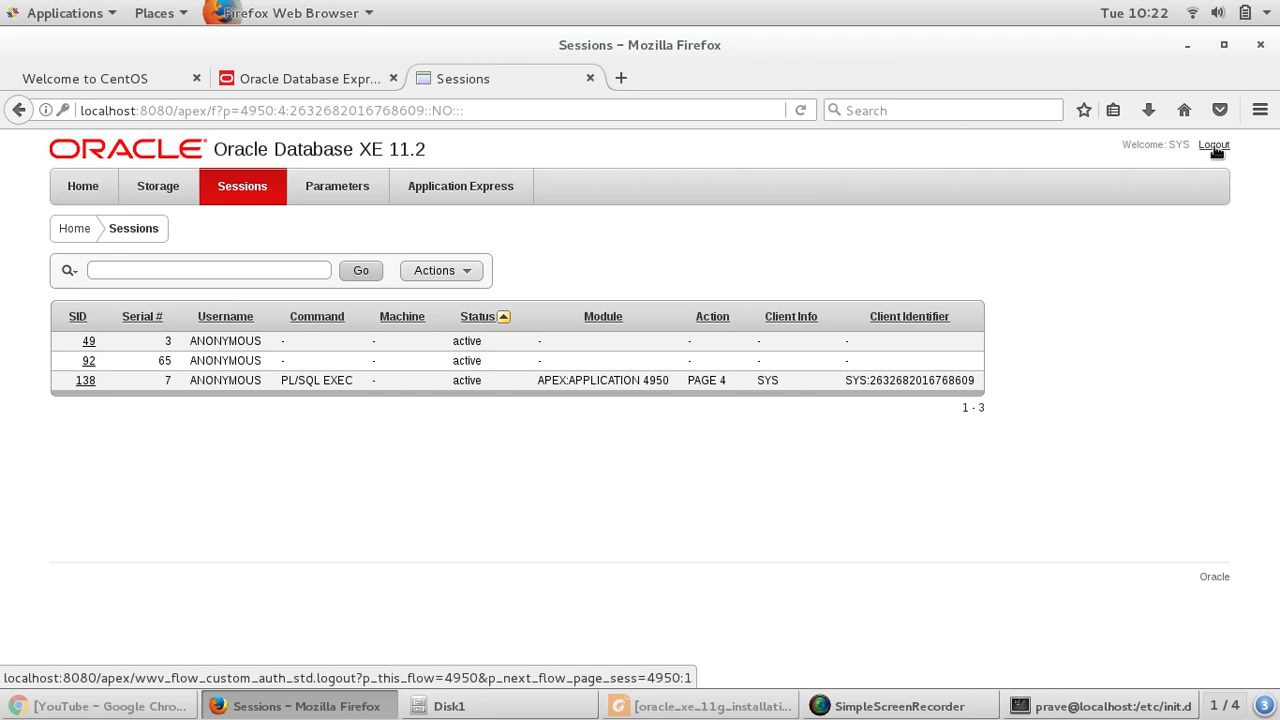 Applications Places Firefox Web Browser Tue 10:22
Sessions - Mozilla Firefox
Welcome to CentOS Oracle Database Expr... Sessions
localhost:8080/apex/f?p=4950:4:2632682016768609::NO::: Search
ORACLE Oracle Database XE 11.2 Welcome: SYS Logout
Home Storage Sessions Parameters Application Express
Home Sessions
Go Actions
SID Serial # Username Command Machine Status Module Action Client Info Client Identifier
49 3 ANONYMOUS - - active - - - -
92 65 ANONYMOUS - - active - - - -
138 7 ANONYMOUS PL/SQL EXEC - active APEX:APPLICATION 4950 PAGE 4 SYS SYS:2632682016768609
1 - 3
Oracle
localhost:8080/apex/wwv_flow_custom_auth_std.logout?p_this_flow=4950&p_next_flow_page_sess=4950:1
[YouTube – Google Chro... Sessions – Mozilla Firefox Disk1 [oracle_xe_11g_installati... SimpleScreenRecorder prave@localhost:/etc/init.d 1 / 4 3